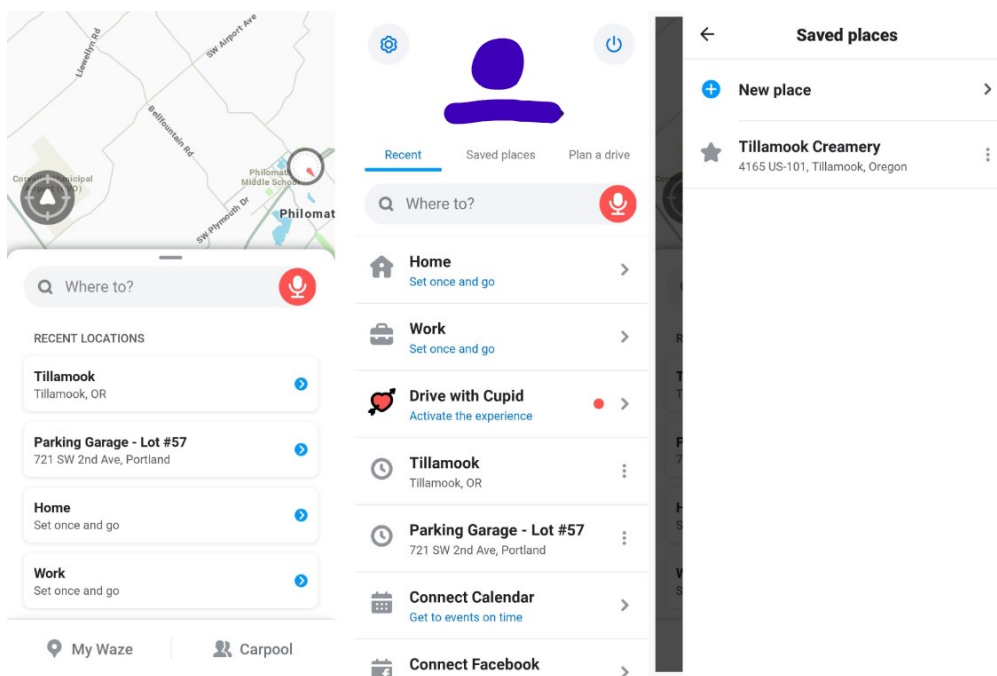 Llewellyn Rd
SW Airport Ave
Bellfountain Rd
Philomath
Middle School
SW Plymouth Dr
Philomat
Where to?
RECENT LOCATIONS
Tillamook
Tillamook, OR
Parking Garage - Lot #57
721 SW 2nd Ave, Portland
Home
Set once and go
Work
Set once and go
My Waze
Carpool
Recent
Saved places
Plan a drive
Where to?
Home
Set once and go
Work
Set once and go
Drive with Cupid
Activate the experience
Tillamook
Tillamook, OR
Parking Garage - Lot #57
721 SW 2nd Ave, Portland
Connect Calendar
Get to events on time
Connect Facebook
Saved places
New place
Tillamook Creamery
4165 US-101, Tillamook, Oregon